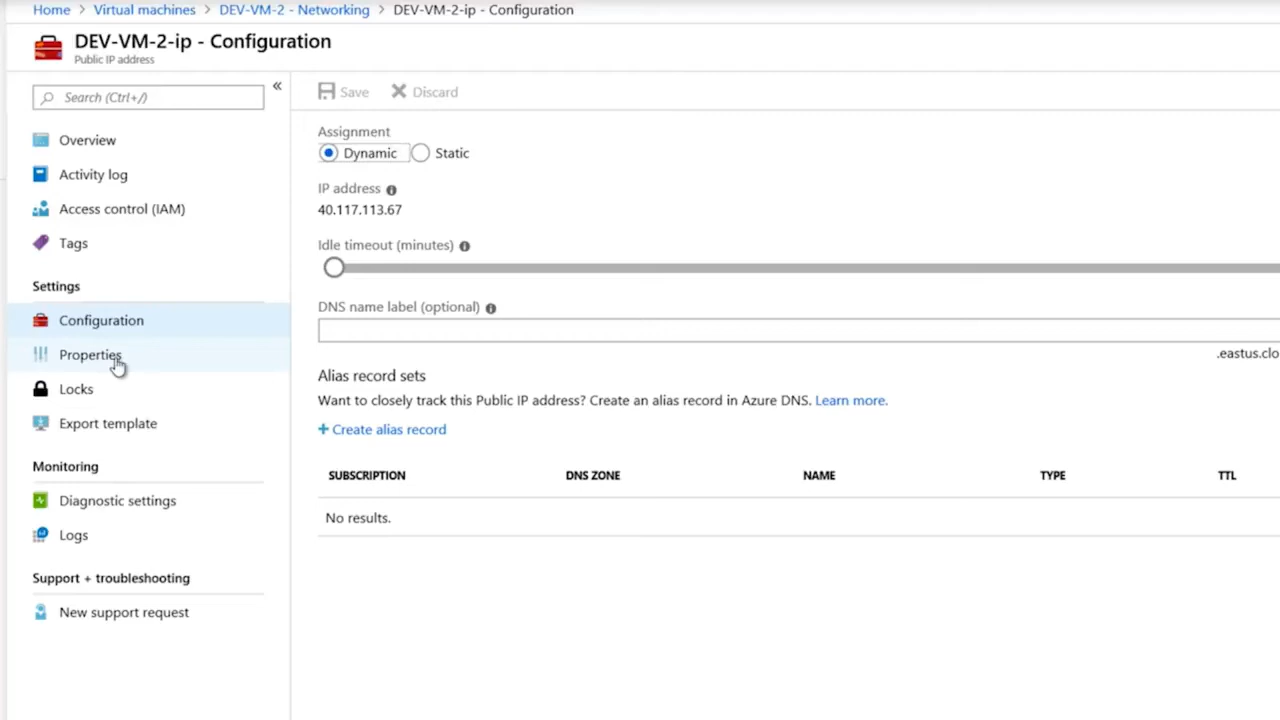 Home > Virtual machines > DEV-VM-2 - Networking > DEV-VM-2-ip - Configuration
DEV-VM-2-ip - Configuration
Public IP address
Search (Ctrl+/)
«
Overview
Activity log
Access control (IAM)
Tags
Settings
Configuration
Properties
Locks
Export template
Monitoring
Diagnostic settings
Logs
Support + troubleshooting
New support request
Save Discard
Assignment
Dynamic Static
IP address
40.117.113.67
Idle timeout (minutes)
DNS name label (optional)
.eastus.clo
Alias record sets
Want to closely track this Public IP address? Create an alias record in Azure DNS. Learn more.
+ Create alias record
SUBSCRIPTION DNS ZONE NAME TYPE TTL
No results.